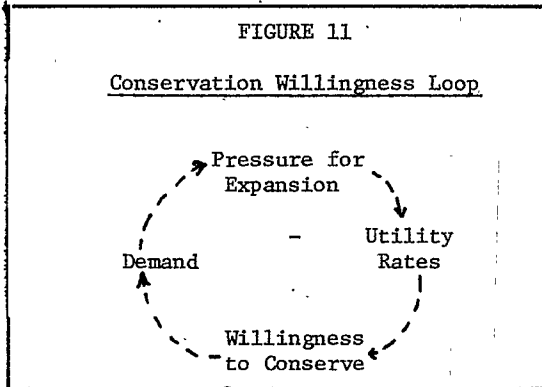 FIGURE 11
Conservation Willingness Loop
Pressure for
Expansion
-
Utility
Rates
Demand
Willingness
to Conserve